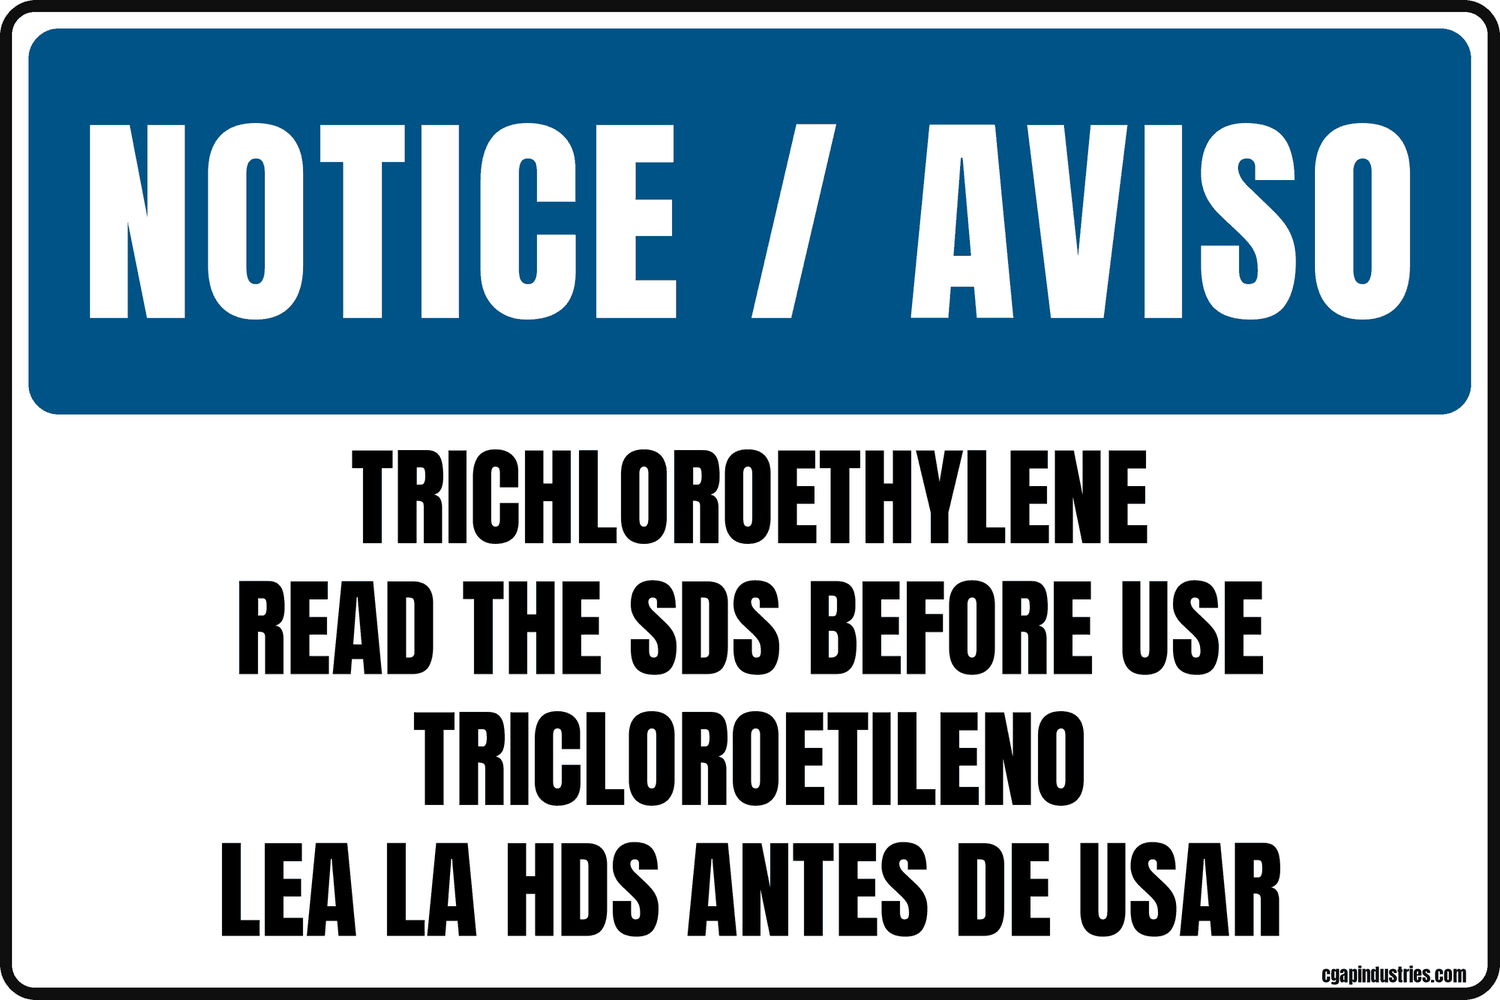 NOTICE / AVISO
TRICHLOROETHYLENE
READ THE SDS BEFORE USE
TRICLOROETILENO
LEA LA HDS ANTES DE USAR
cgapindustries.com